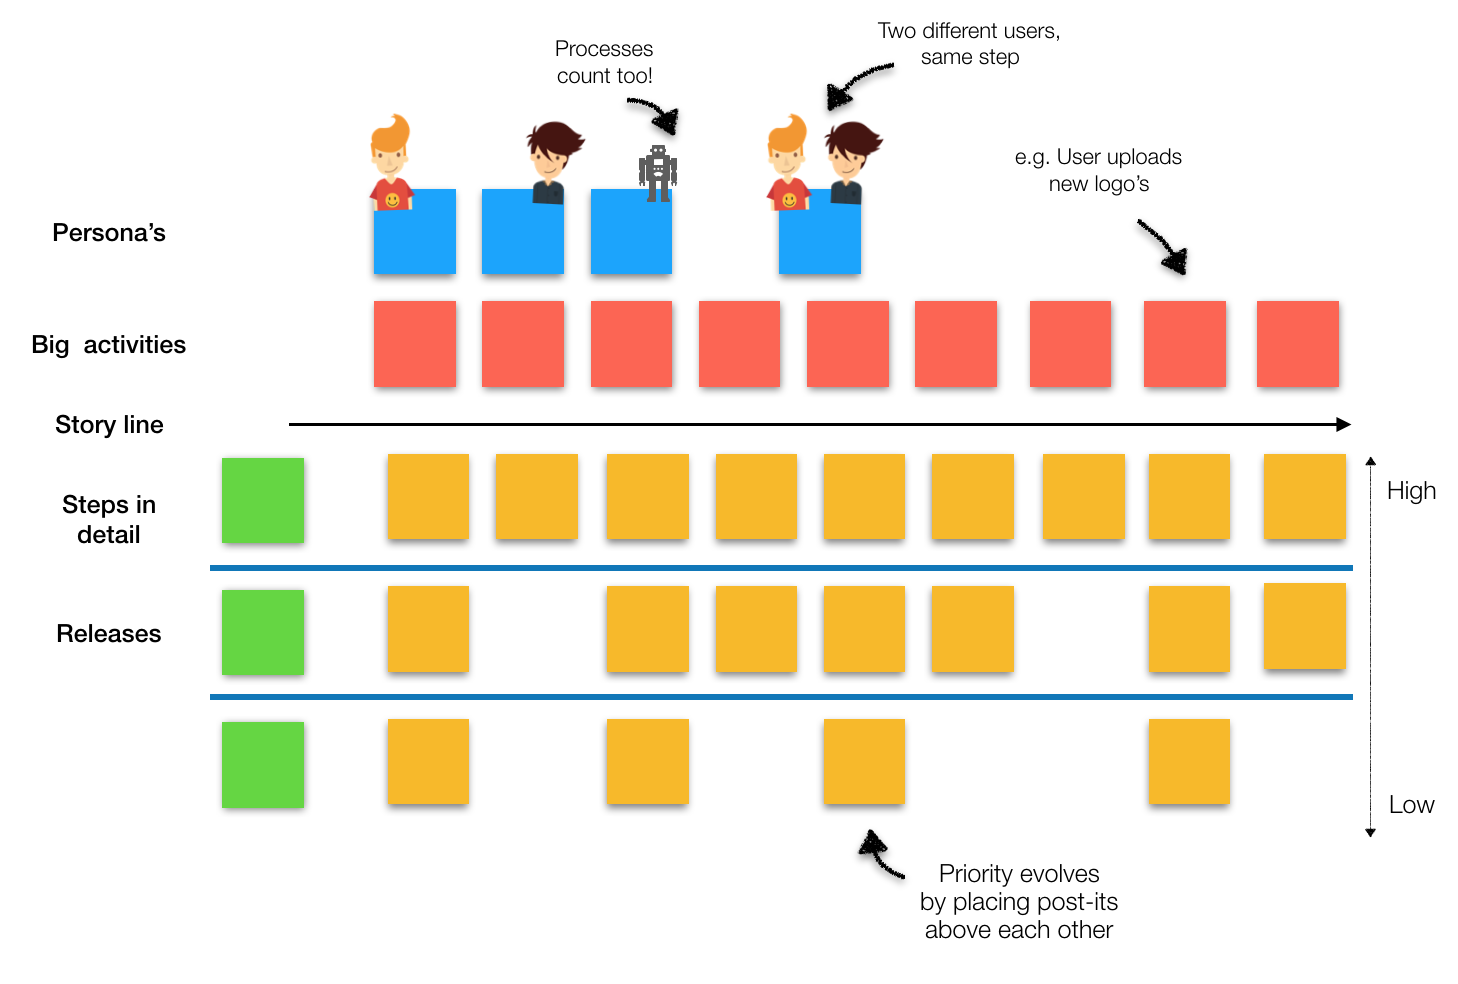 Two different users,
same step
Processes
count too!
e.g. User uploads
new logo’s
Persona’s
Big  activities
Story line
Steps in
detail
High
Releases
Low
Priority evolves
by placing post-its
above each other